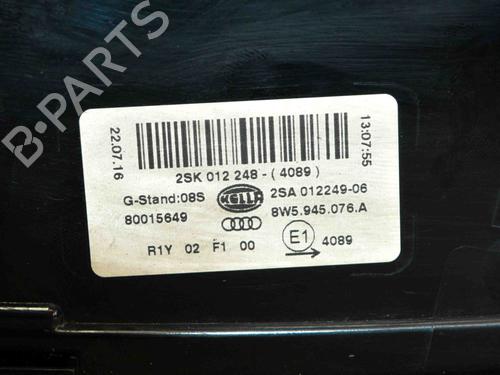 B-PARTS
22.07.16
13:07:55
2SK 012 248-(4089)
G-Stand:08S
HELLA
2SA 012249-06
80015649
8W5.945.076.A
R1Y 02 F1 00
E1
4089